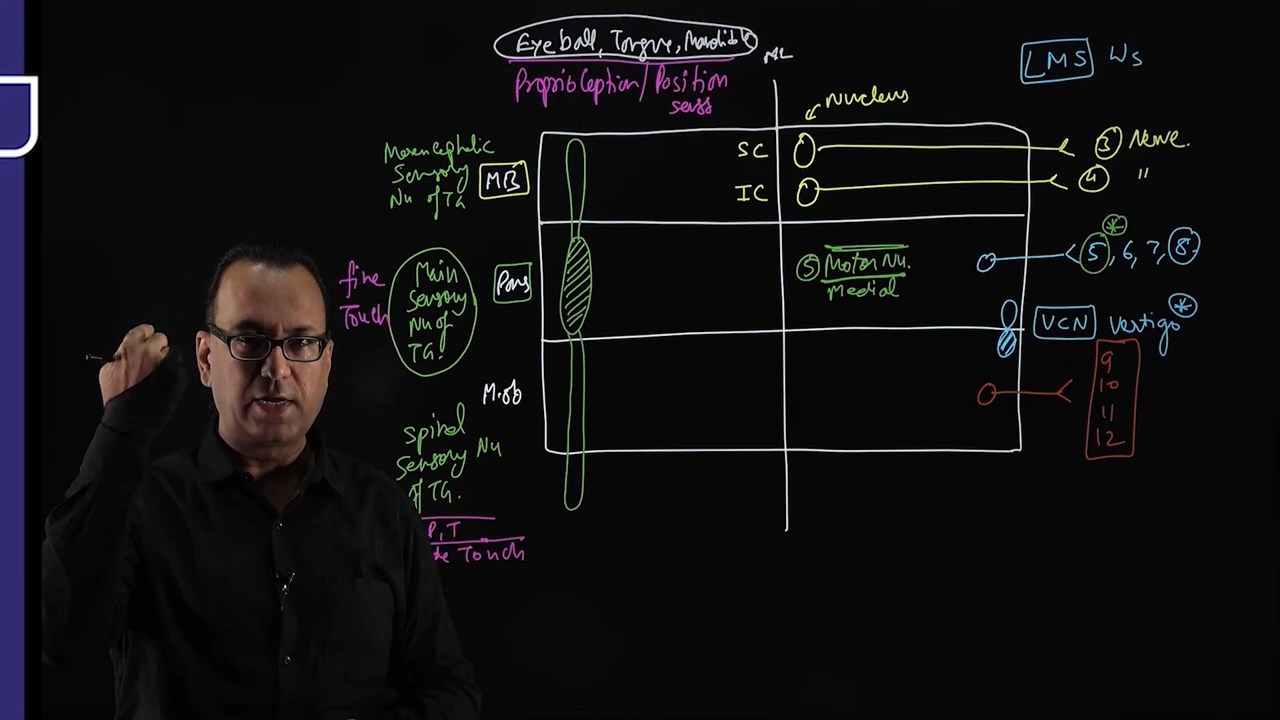 Eyeball, Tongue, Mandible
Proprioception/Position
sense
ML
LMS Ws
Nucleus
Mesencephalic
Sensory
Nu of TG
MB
SC
IC
3 Nerve.
4 "
fine
Touch
Main
Sensory
Nu of
TG.
Pons
5 Motor Nu.
Medial
5, 6, 7, 8
VCN Vertigo
M.ob
9
10
11
12
Spinal
Sensory Nu
of TG.
P, T
Touch